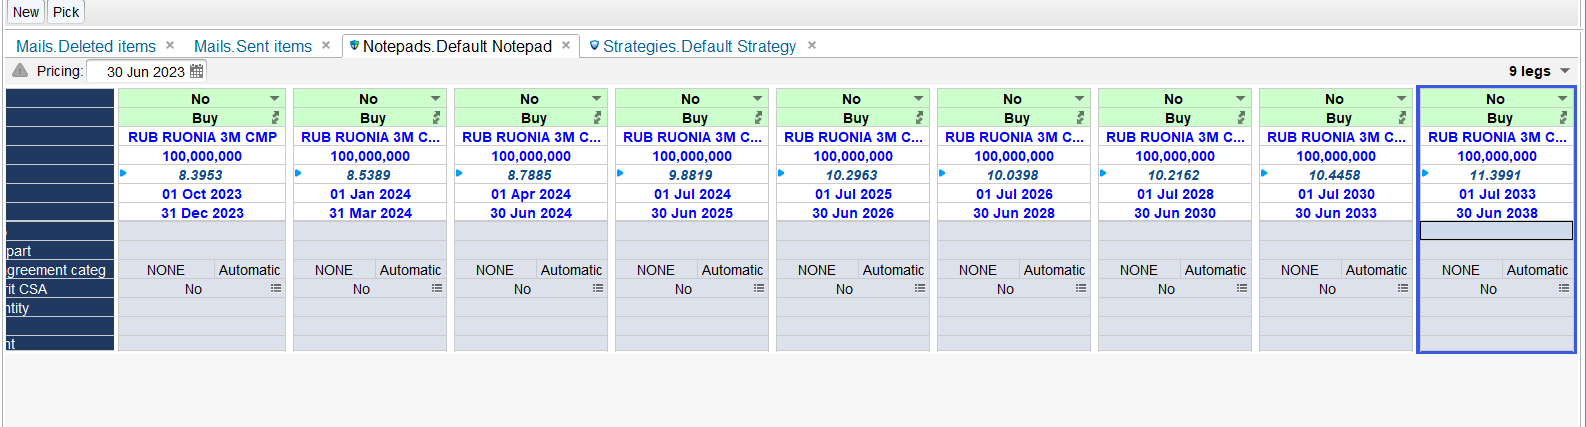 New Pick
Mails.Deleted items Mails.Sent items Notepads.Default Notepad Strategies.Default Strategy
Pricing: 30 Jun 2023 9 legs
No No No No No No No No No
Buy Buy Buy Buy Buy Buy Buy Buy Buy
RUB RUONIA 3M CMP RUB RUONIA 3M C... RUB RUONIA 3M C... RUB RUONIA 3M C... RUB RUONIA 3M C... RUB RUONIA 3M C... RUB RUONIA 3M C... RUB RUONIA 3M C... RUB RUONIA 3M C...
100,000,000 100,000,000 100,000,000 100,000,000 100,000,000 100,000,000 100,000,000 100,000,000 100,000,000
8.3953 8.5389 8.7885 9.8819 10.2963 10.0398 10.2162 10.4458 11.3991
01 Oct 2023 01 Jan 2024 01 Apr 2024 01 Jul 2024 01 Jul 2025 01 Jul 2026 01 Jul 2028 01 Jul 2030 01 Jul 2033
31 Dec 2023 31 Mar 2024 30 Jun 2024 30 Jun 2025 30 Jun 2026 30 Jun 2028 30 Jun 2030 30 Jun 2033 30 Jun 2038
part
greement categ NONE Automatic NONE Automatic NONE Automatic NONE Automatic NONE Automatic NONE Automatic NONE Automatic NONE Automatic NONE Automatic
rit CSA No No No No No No No No No
ntity
nt